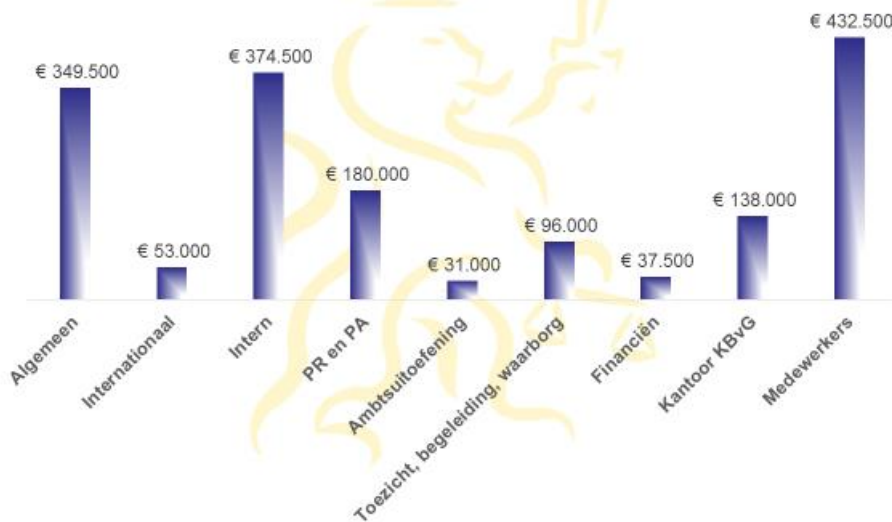 € 349.500
€ 53.000
€ 374.500
€ 180.000
€ 31.000
€ 96.000
€ 37.500
€ 138.000
€ 432.500
Algemeen
Internationaal
Intern
PR en PA
Ambtsuitoefening
Toezicht, begeleiding, waarborg
Financiën
Kantoor KBvG
Medewerkers